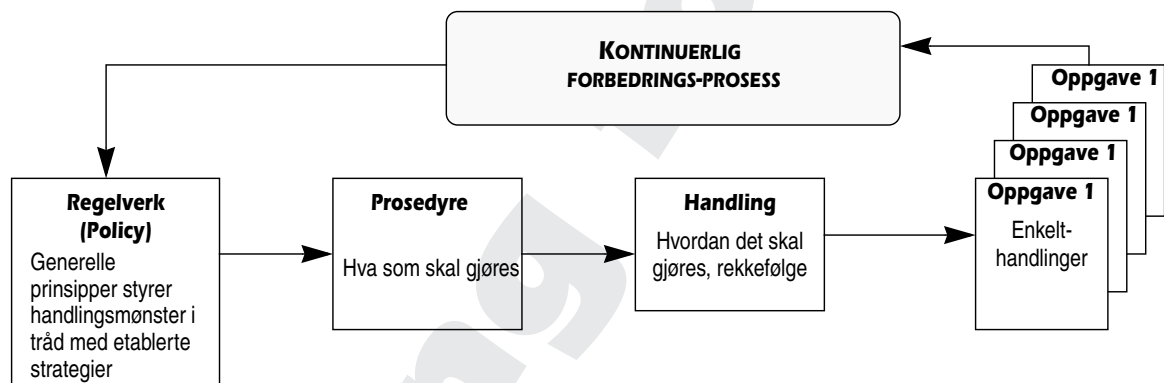 KONTINUERLIG
FORBEDRINGS-PROSESS
Oppgave 1
Oppgave 1
Oppgave 1
Oppgave 1
Regelverk
(Policy)
Generelle
prinsipper styrer
handlingsmønster i
tråd med etablerte
strategier
Prosedyre
Hva som skal gjøres
Handling
Hvordan det skal
gjøres, rekkefølge
Enkelt-
handlinger